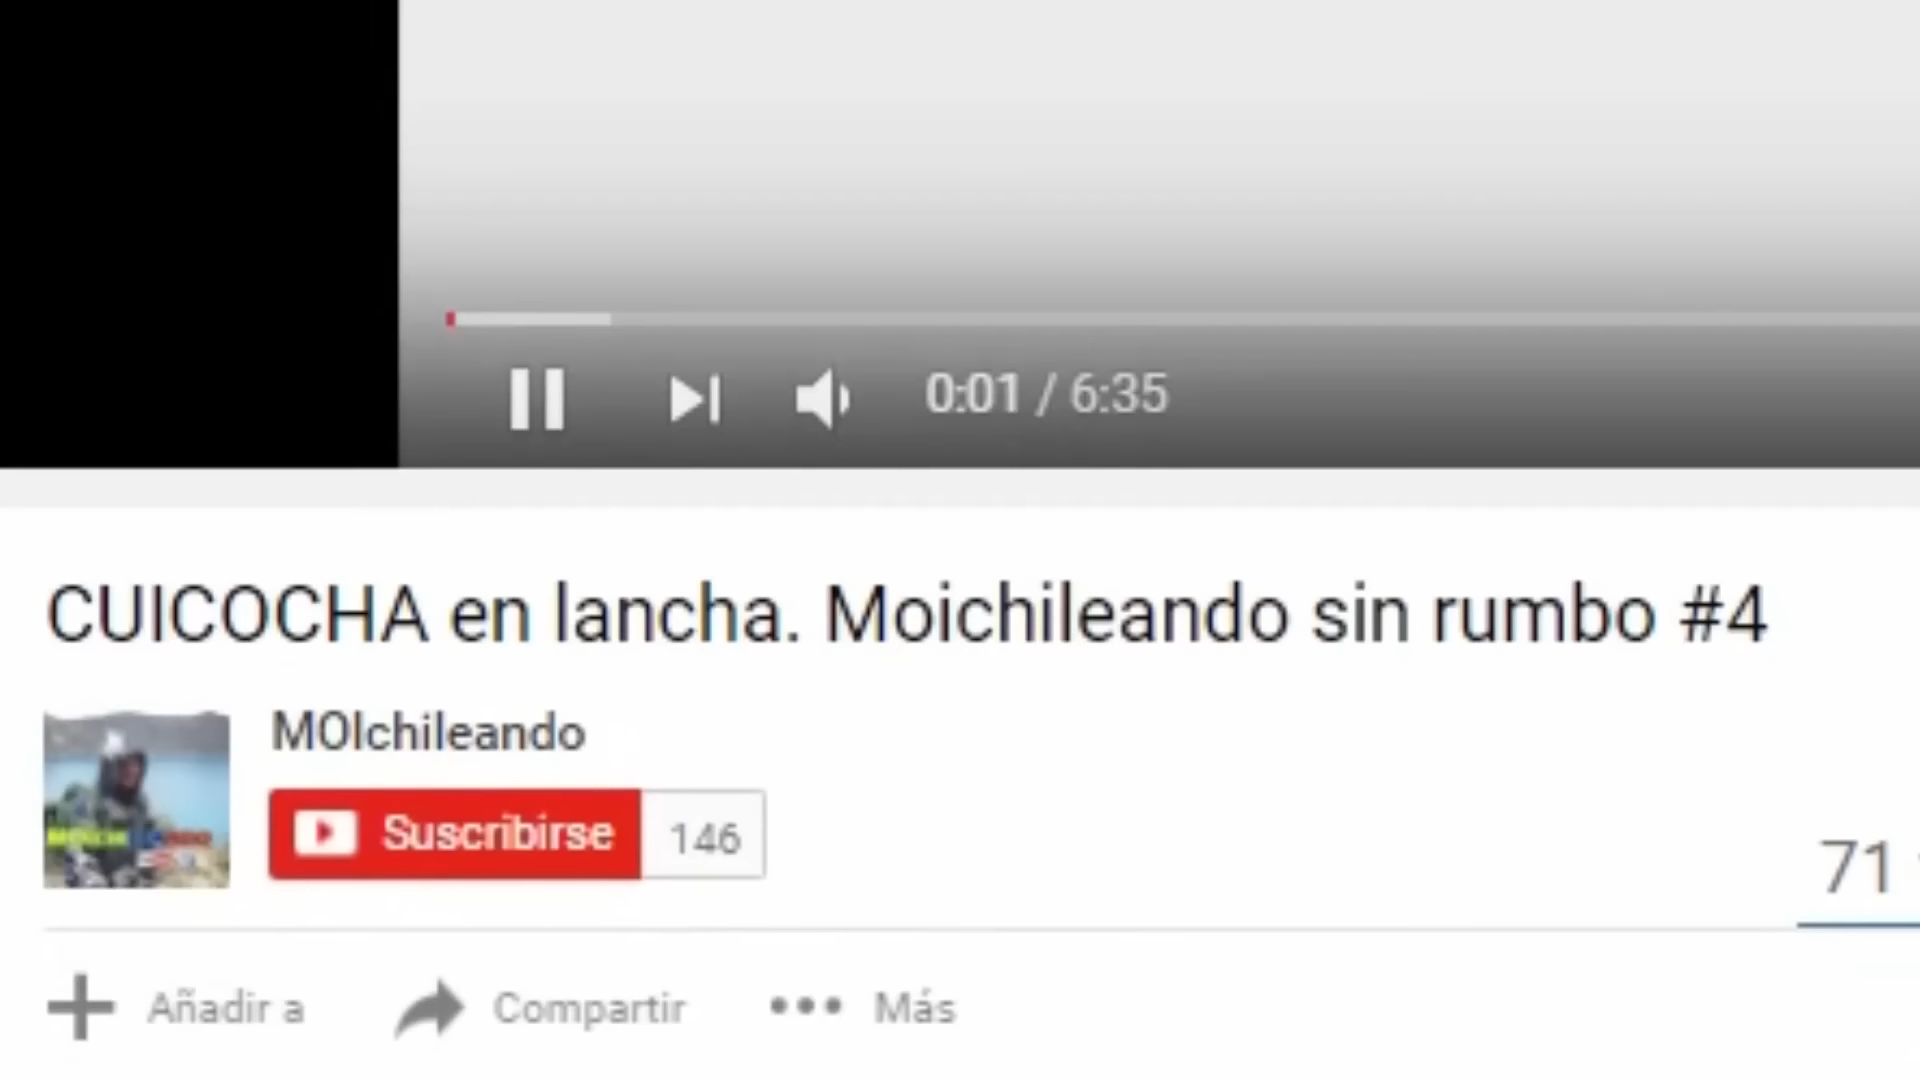 0:01 / 6:35
CUICOCHA en lancha. Moichileando sin rumbo #4
MOIchileando
Suscribirse 146
71
Añadir a Compartir Más